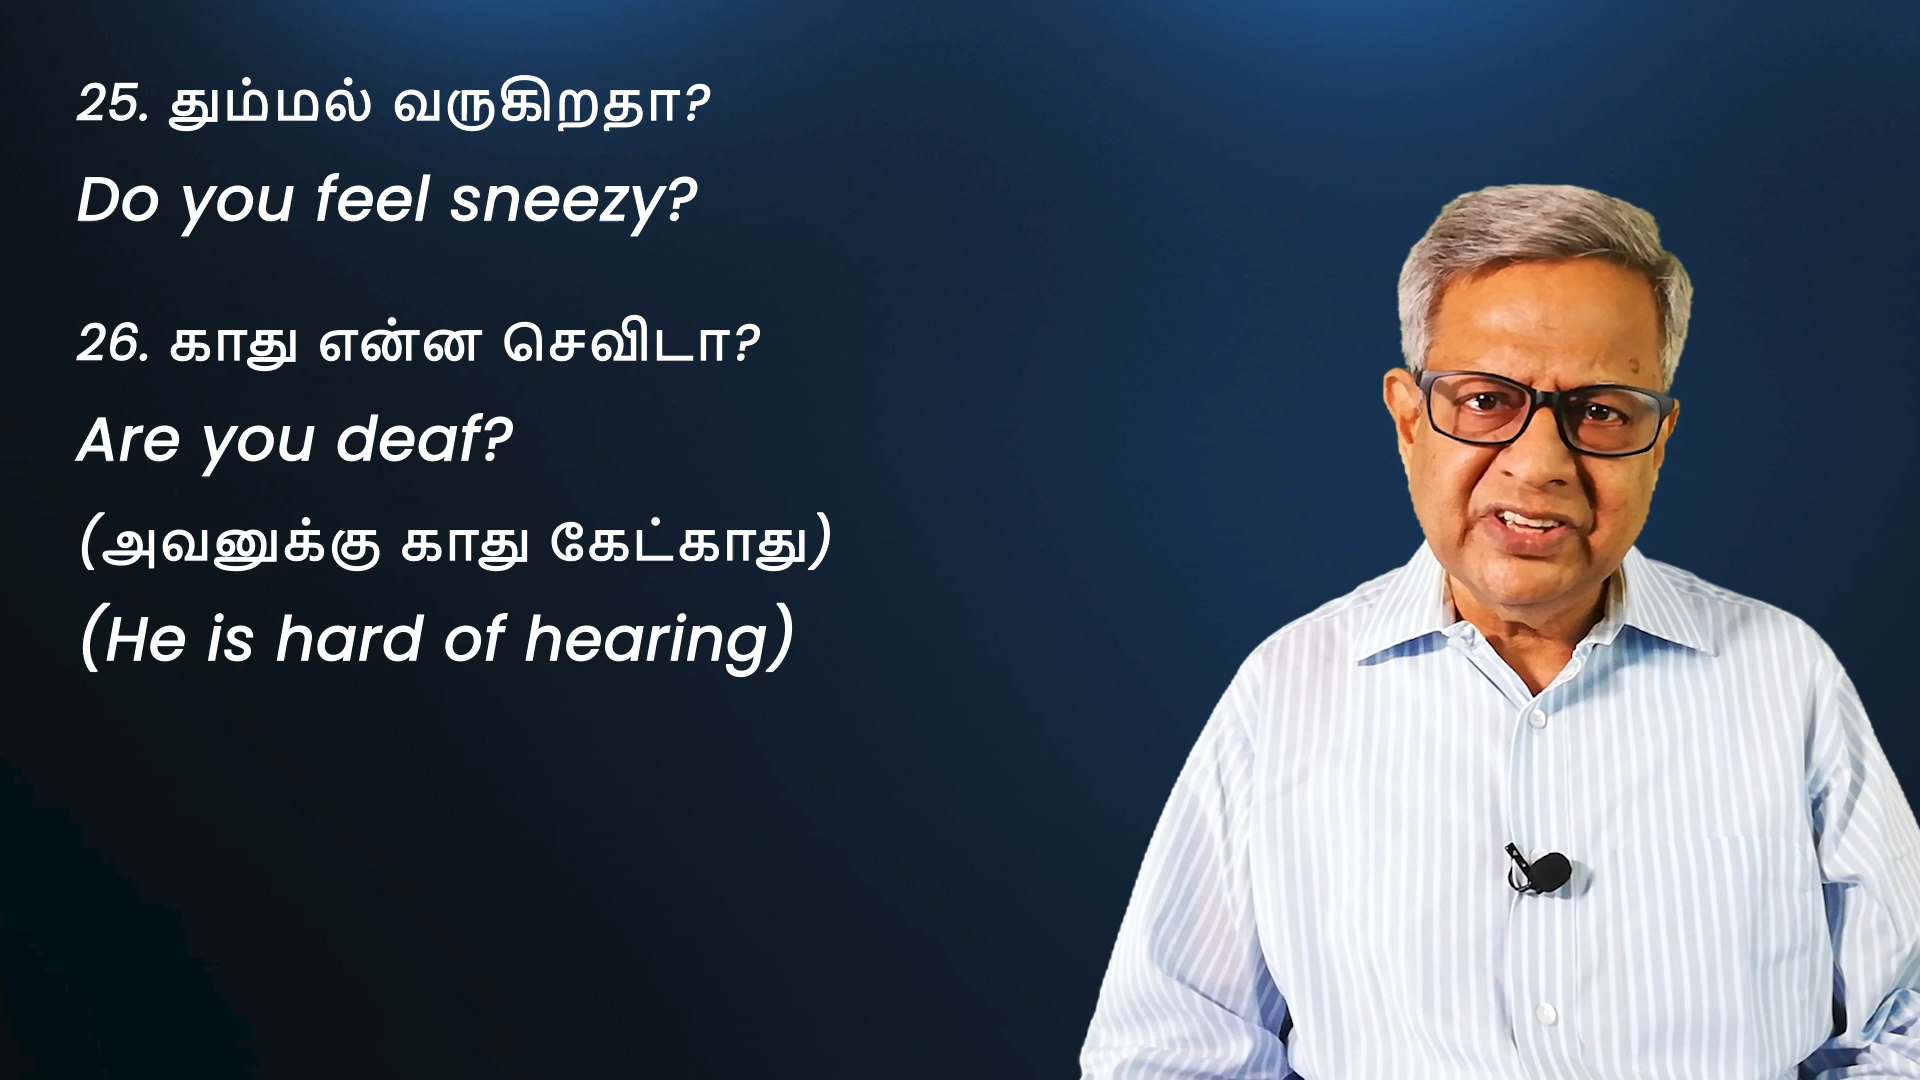 25. தும்மல் வருகிறதா?
Do you feel sneezy?
26. காது என்ன செவிடா?
Are you deaf?
(அவனுக்கு காது கேட்காது)
(He is hard of hearing)